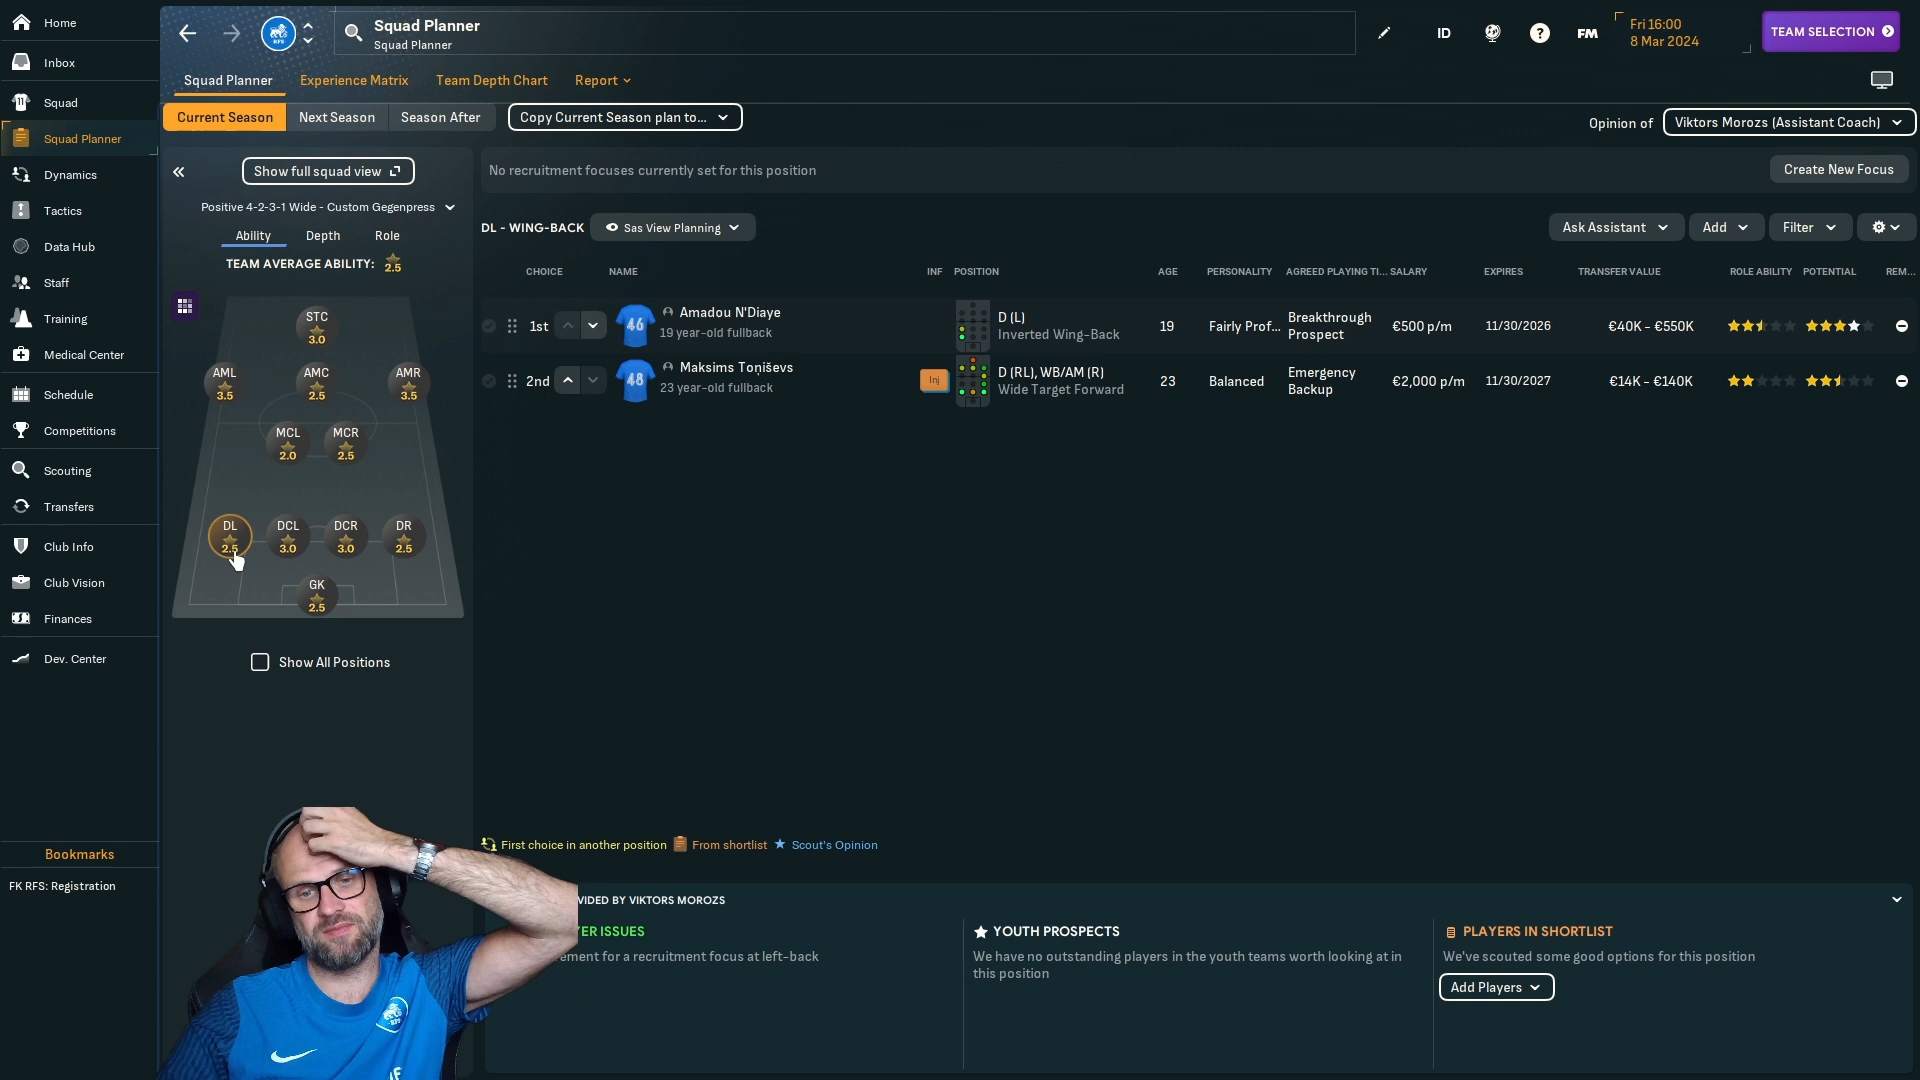 Home
Inbox
Squad
Squad Planner
Dynamics
Tactics
Data Hub
Staff
Training
Medical Center
Schedule
Competitions
Scouting
Transfers
Club Info
Club Vision
Finances
Dev. Center
Bookmarks
FK RFS: Registration
Squad Planner
Squad Planner
ID
?
FM
Fri 16:00
8 Mar 2024
TEAM SELECTION
Squad Planner Experience Matrix Team Depth Chart Report
Current Season Next Season Season After Copy Current Season plan to...
Opinion of Viktors Morozs (Assistant Coach)
Show full squad view
Positive 4-2-3-1 Wide - Custom Gegenpress
Ability Depth Role
TEAM AVERAGE ABILITY: 2.5
STC
3.0
AML AMC AMR
3.5 2.5 3.5
MCL MCR
2.0 2.5
DL DCL DCR DR
2.5 3.0 3.0 2.5
GK
2.5
Show All Positions
No recruitment focuses currently set for this position
Create New Focus
DL - WING-BACK Sas View Planning
Ask Assistant Add Filter
CHOICE NAME INF POSITION AGE PERSONALITY AGREED PLAYING TI... SALARY EXPIRES TRANSFER VALUE ROLE ABILITY POTENTIAL REM...
1st 46 Amadou N'Diaye
19 year-old fullback
D (L)
Inverted Wing-Back
19 Fairly Prof... Breakthrough Prospect €500 p/m 11/30/2026 €40K - €550K
2nd 48 Maksims Toņiševs
23 year-old fullback
Inj
D (RL), WB/AM (R)
Wide Target Forward
23 Balanced Emergency Backup €2,000 p/m 11/30/2027 €14K - €140K
First choice in another position From shortlist Scout's Opinion
VIDED BY VIKTORS MOROZS
YER ISSUES
ement for a recruitment focus at left-back
YOUTH PROSPECTS
We have no outstanding players in the youth teams worth looking at in
this position
PLAYERS IN SHORTLIST
We've scouted some good options for this position
Add Players
RFS